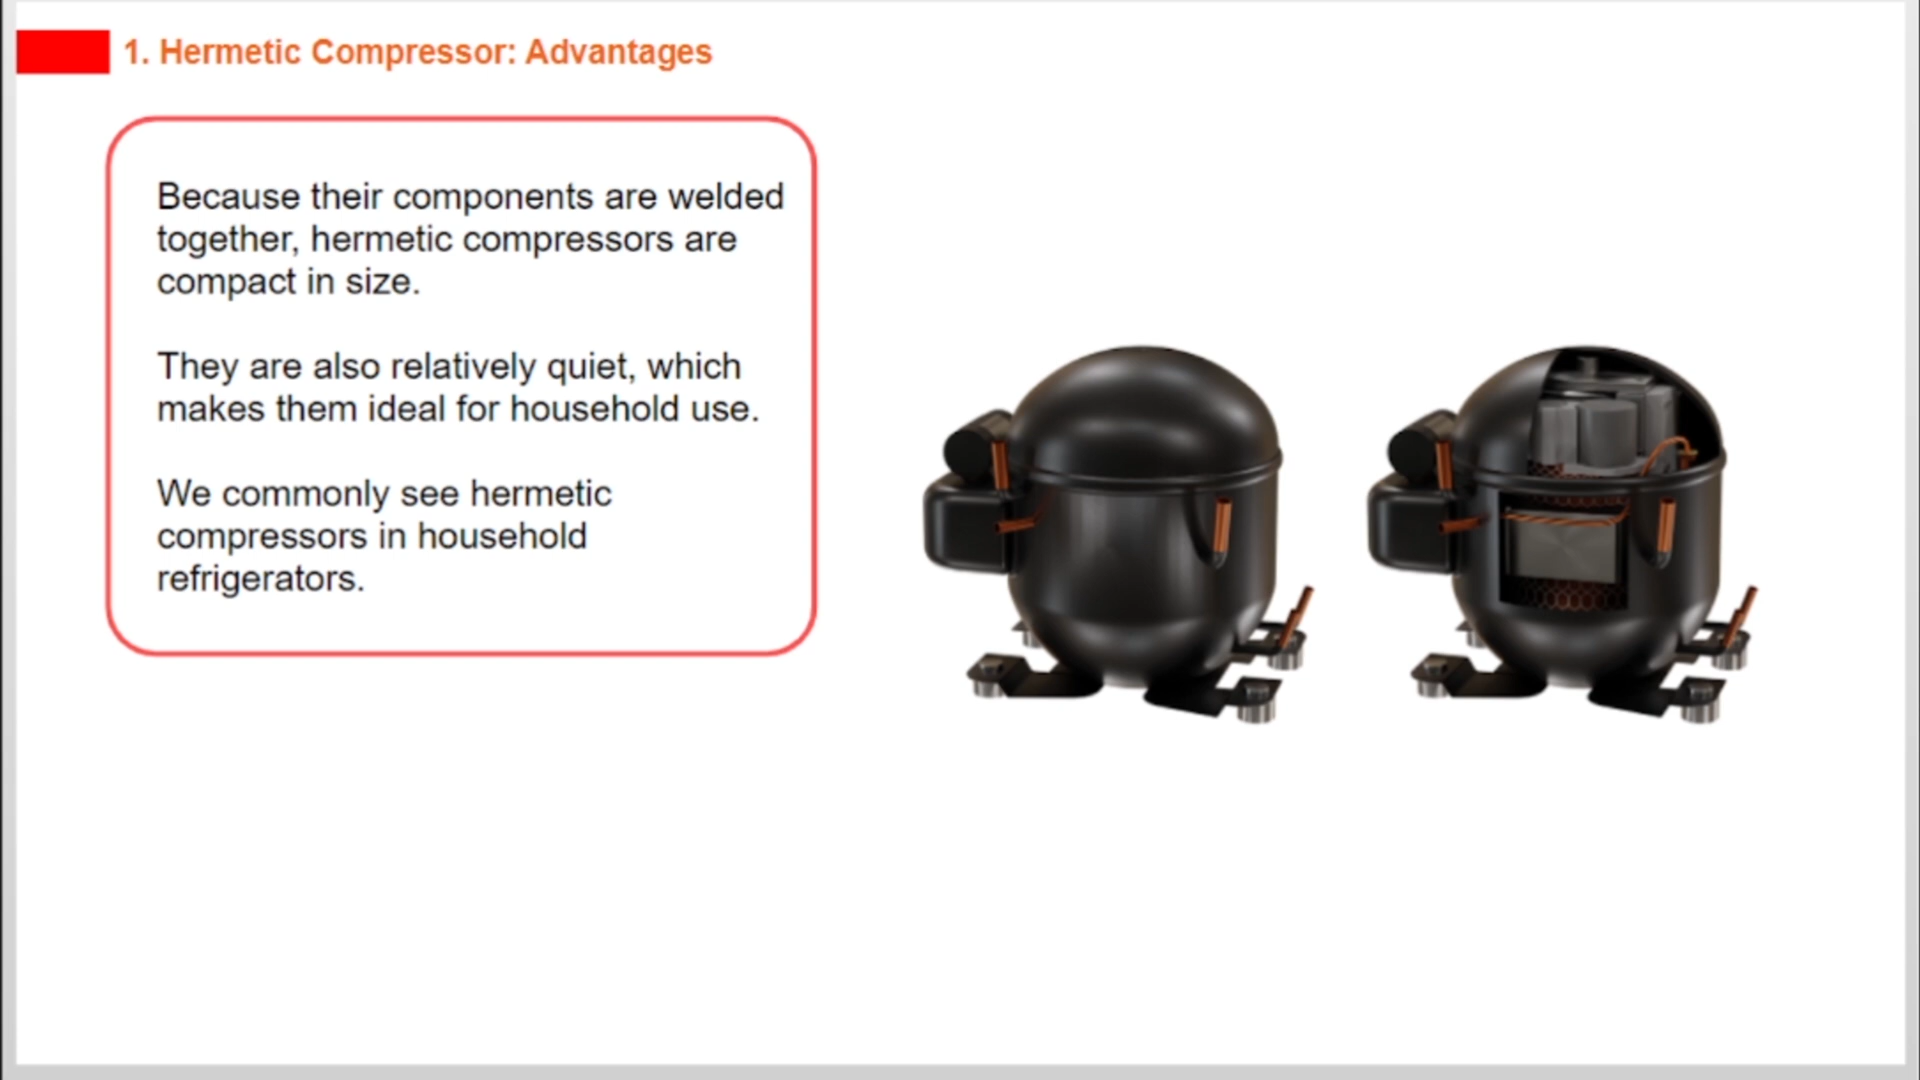 1. Hermetic Compressor: Advantages
Because their components are welded
together, hermetic compressors are
compact in size.
They are also relatively quiet, which
makes them ideal for household use.
We commonly see hermetic
compressors in household
refrigerators.